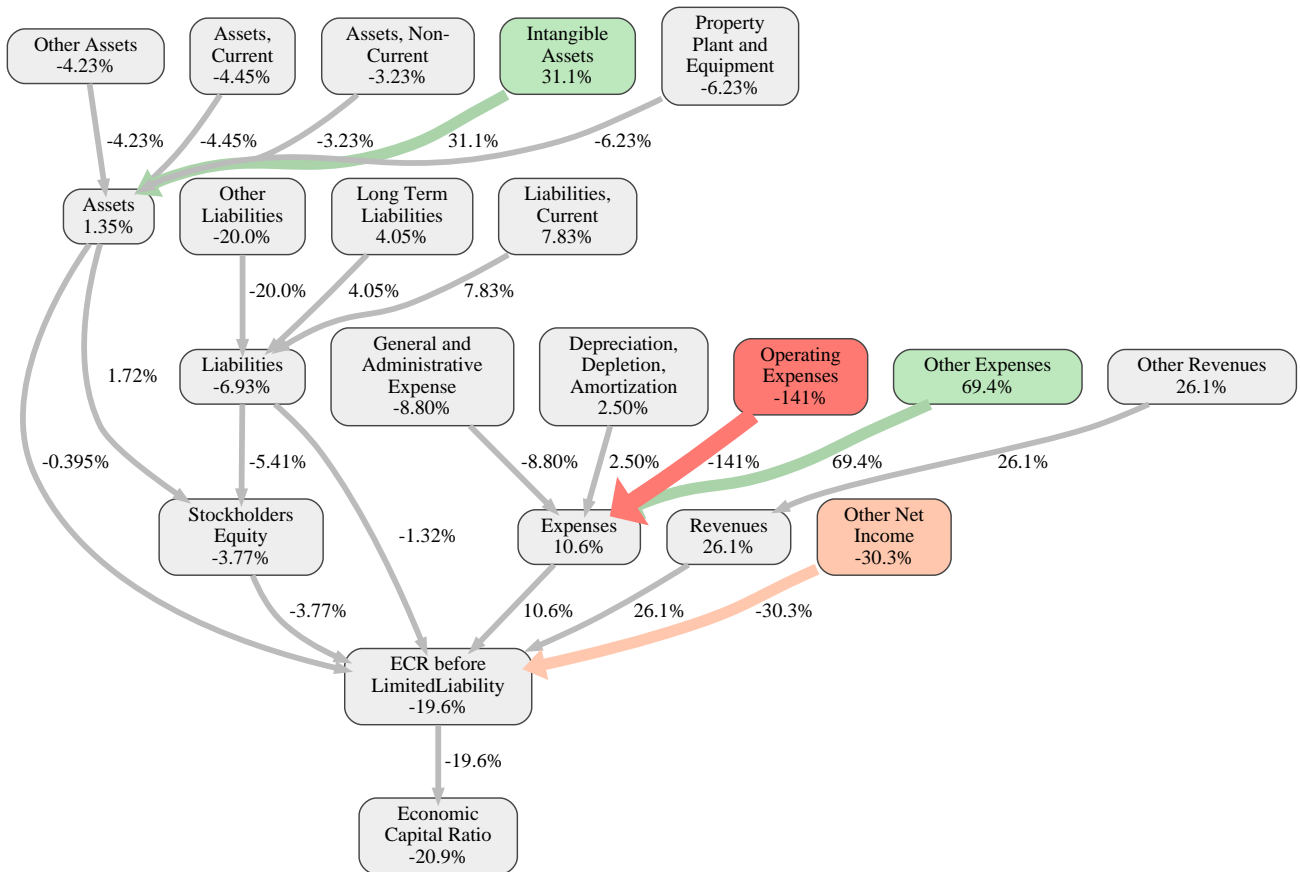 Other Assets
-4.23%
Assets,
Current
-4.45%
Assets, Non-
Current
-3.23%
Intangible
Assets
31.1%
Property
Plant and
Equipment
-6.23%
-4.23%
-4.45%
-3.23%
31.1%
-6.23%
Assets
1.35%
Other
Liabilities
-20.0%
Long Term
Liabilities
4.05%
Liabilities,
Current
7.83%
-20.0%
4.05%
7.83%
Liabilities
-6.93%
General and
Administrative
Expense
-8.80%
Depreciation,
Depletion,
Amortization
2.50%
Operating
Expenses
-141%
Other Expenses
69.4%
Other Revenues
26.1%
1.72%
-0.395%
-5.41%
-8.80%
2.50%
-141%
69.4%
26.1%
Stockholders
Equity
-3.77%
-1.32%
Expenses
10.6%
Revenues
26.1%
Other Net
Income
-30.3%
-3.77%
10.6%
26.1%
-30.3%
ECR before
LimitedLiability
-19.6%
-19.6%
Economic
Capital Ratio
-20.9%